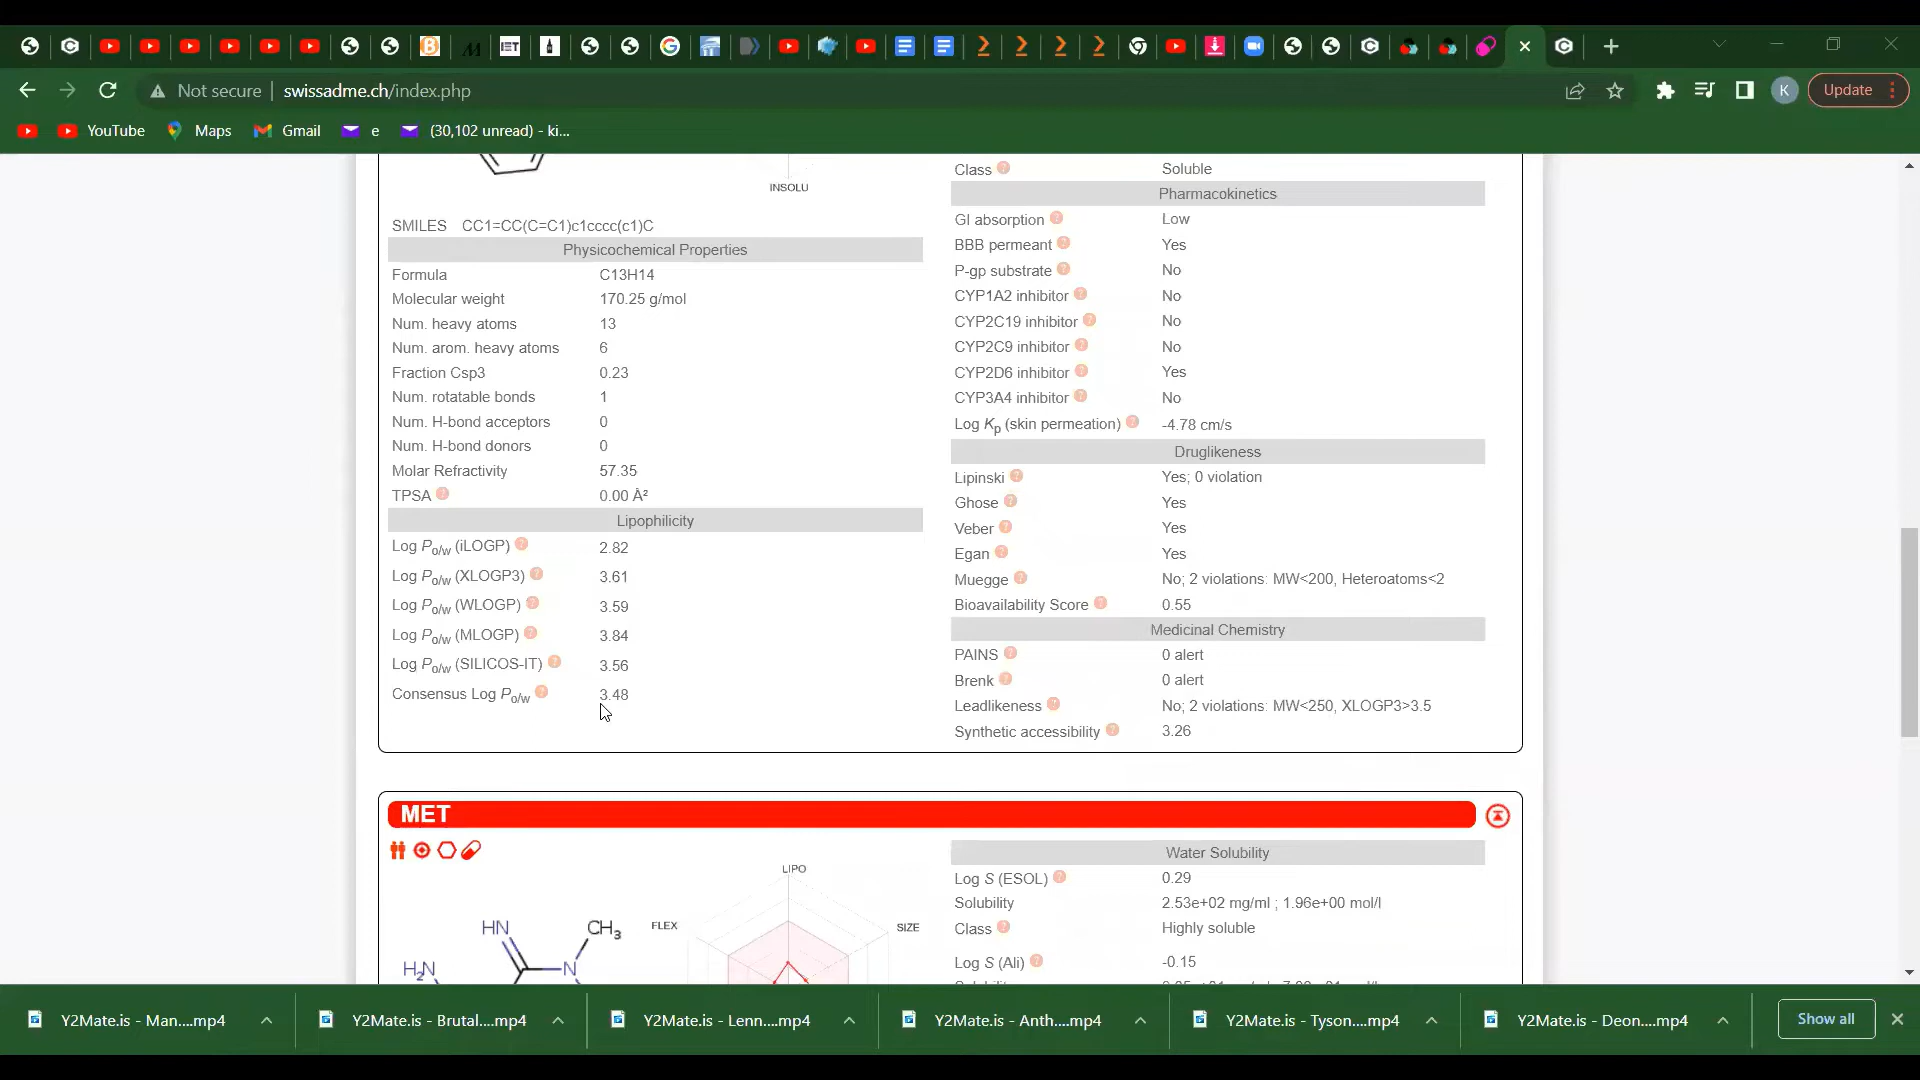 Not secure swissadme.ch/index.php K Update
YouTube Maps Gmail e (30,102 unread) - ki...
INSOLU
SMILES CC1=CC(C=C1)c1cccc(c1)C
Physicochemical Properties
Formula C13H14
Molecular weight 170.25 g/mol
Num. heavy atoms 13
Num. arom. heavy atoms 6
Fraction Csp3 0.23
Num. rotatable bonds 1
Num. H-bond acceptors 0
Num. H-bond donors 0
Molar Refractivity 57.35
TPSA ? 0.00 Å²
Lipophilicity
Log Po/w (iLOGP) ? 2.82
Log Po/w (XLOGP3) ? 3.61
Log Po/w (WLOGP) ? 3.59
Log Po/w (MLOGP) ? 3.84
Log Po/w (SILICOS-IT) ? 3.56
Consensus Log Po/w ? 3.48
Class ? Soluble
Pharmacokinetics
GI absorption ? Low
BBB permeant ? Yes
P-gp substrate ? No
CYP1A2 inhibitor ? No
CYP2C19 inhibitor ? No
CYP2C9 inhibitor ? No
CYP2D6 inhibitor ? Yes
CYP3A4 inhibitor ? No
Log Kp (skin permeation) ? -4.78 cm/s
Druglikeness
Lipinski ? Yes; 0 violation
Ghose ? Yes
Veber ? Yes
Egan ? Yes
Muegge ? No; 2 violations: MW<200, Heteroatoms<2
Bioavailability Score ? 0.55
Medicinal Chemistry
PAINS ? 0 alert
Brenk ? 0 alert
Leadlikeness ? No; 2 violations: MW<250, XLOGP3>3.5
Synthetic accessibility ? 3.26
MET
LIPO
FLEX
SIZE
HN
CH3
H2N
N
Water Solubility
Log S (ESOL) ? 0.29
Solubility 2.53e+02 mg/ml ; 1.96e+00 mol/l
Class ? Highly soluble
Log S (Ali) ? -0.15
Y2Mate.is - Man....mp4
Y2Mate.is - Brutal....mp4
Y2Mate.is - Lenn....mp4
Y2Mate.is - Anth....mp4
Y2Mate.is - Tyson....mp4
Y2Mate.is - Deon....mp4
Show all